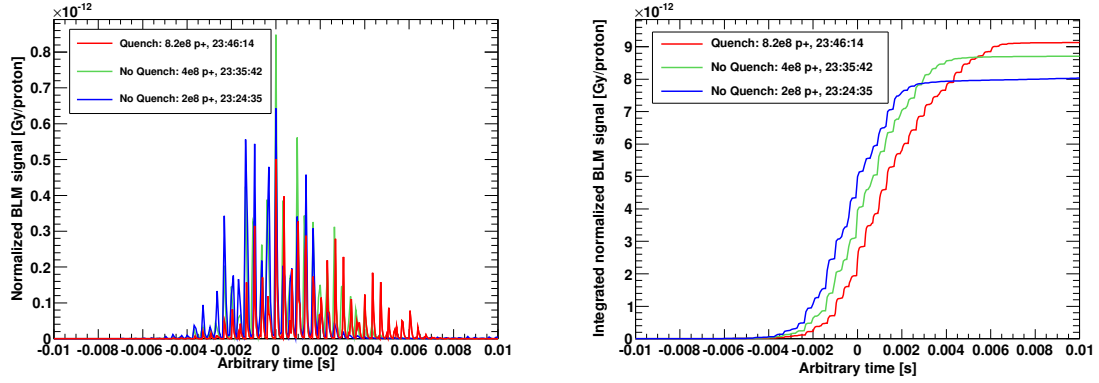 ×10⁻¹²
0.8
0.7
0.6
0.5
0.4
0.3
0.2
0.1
0
Normalized BLM signal [Gy/proton]
Quench: 8.2e8 p+, 23:46:14
No Quench: 4e8 p+, 23:35:42
No Quench: 2e8 p+, 23:24:35
-0.01 -0.008 -0.006 -0.004 -0.002 0 0.002 0.004 0.006 0.008 0.01
Arbitrary time [s]
×10⁻¹²
9
8
7
6
5
4
3
2
1
0
Integrated normalized BLM signal [Gy/proton]
Quench: 8.2e8 p+, 23:46:14
No Quench: 4e8 p+, 23:35:42
No Quench: 2e8 p+, 23:24:35
-0.01 -0.008 -0.006 -0.004 -0.002 0 0.002 0.004 0.006 0.008 0.01
Arbitrary time [s]